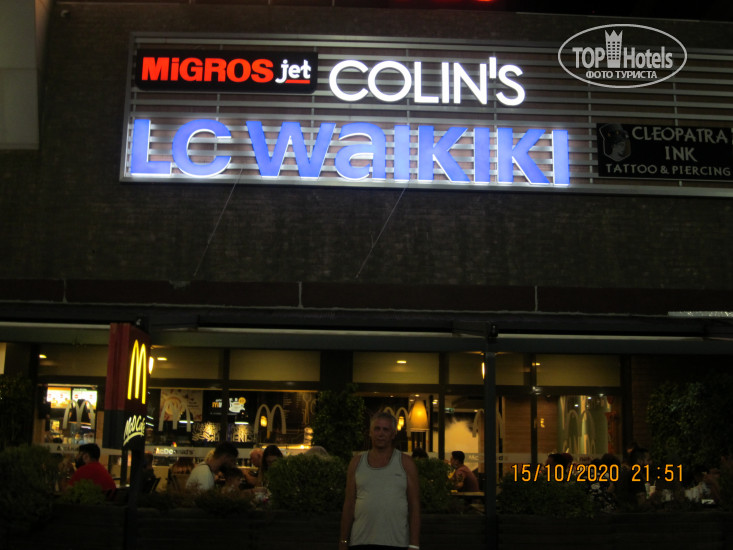 MiGROS jet
COLIN'S
LC WAIKIKI
CLEOPATRA
INK
TATTOO & PIERCING
TOP Hotels
ФОТО ТУРИСТА
15/10/2020 21:51